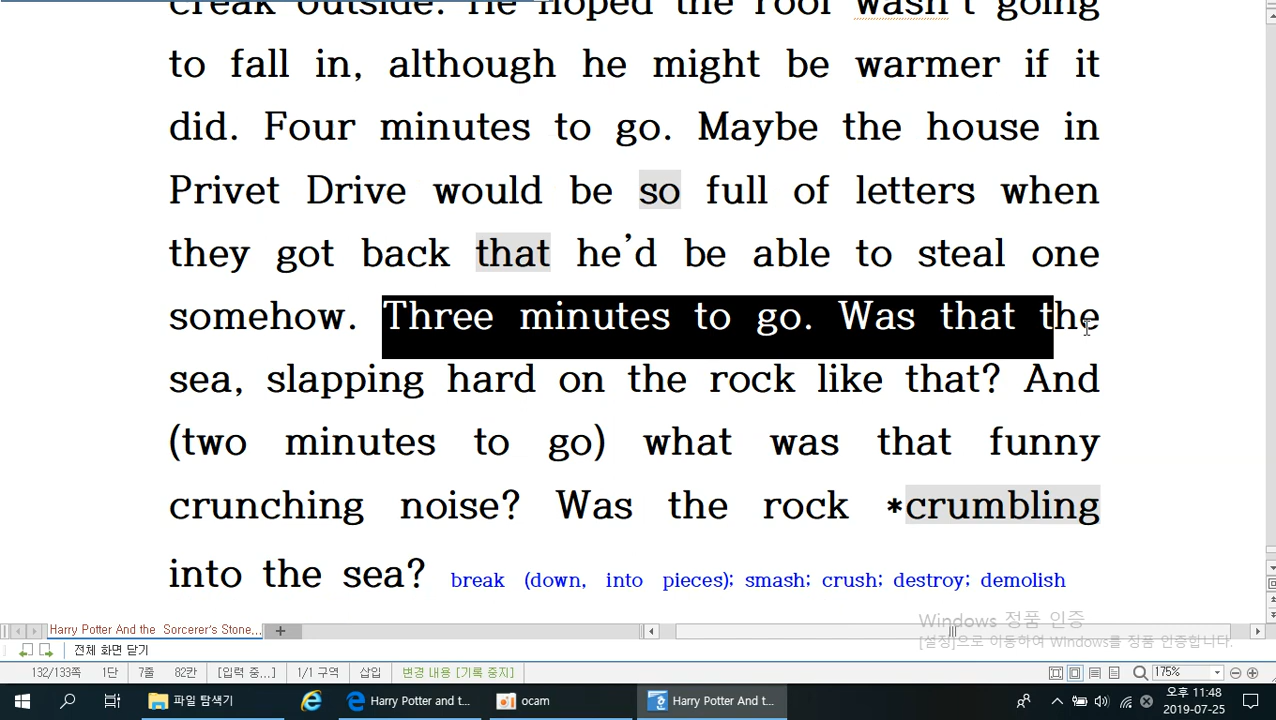 creak outside. He hoped the roof wasn't going
to fall in, although he might be warmer if it
did. Four minutes to go. Maybe the house in
Privet Drive would be so full of letters when
they got back that he'd be able to steal one
somehow. Three minutes to go. Was that the
sea, slapping hard on the rock like that? And
(two minutes to go) what was that funny
crunching noise? Was the rock *crumbling
into the sea? break (down, into pieces); smash; crush; destroy; demolish
Windows 정품 인증
[설정]으로 이동하여 Windows를 정품 인증합니다.
Harry Potter And the Sorcerer's Stone...
전체 화면 닫기
132/133쪽 1단 7줄 82칸 [입력 중...] 1/1 구역 삽입 변경 내용 [기록 중지] 175%
파일 탐색기 Harry Potter and t... ocam Harry Potter And t... 오후 11:48
2019-07-25